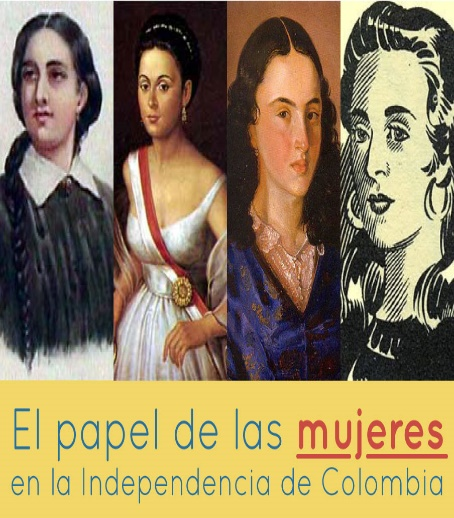 El papel de las mujeres
en la Independencia de Colombia